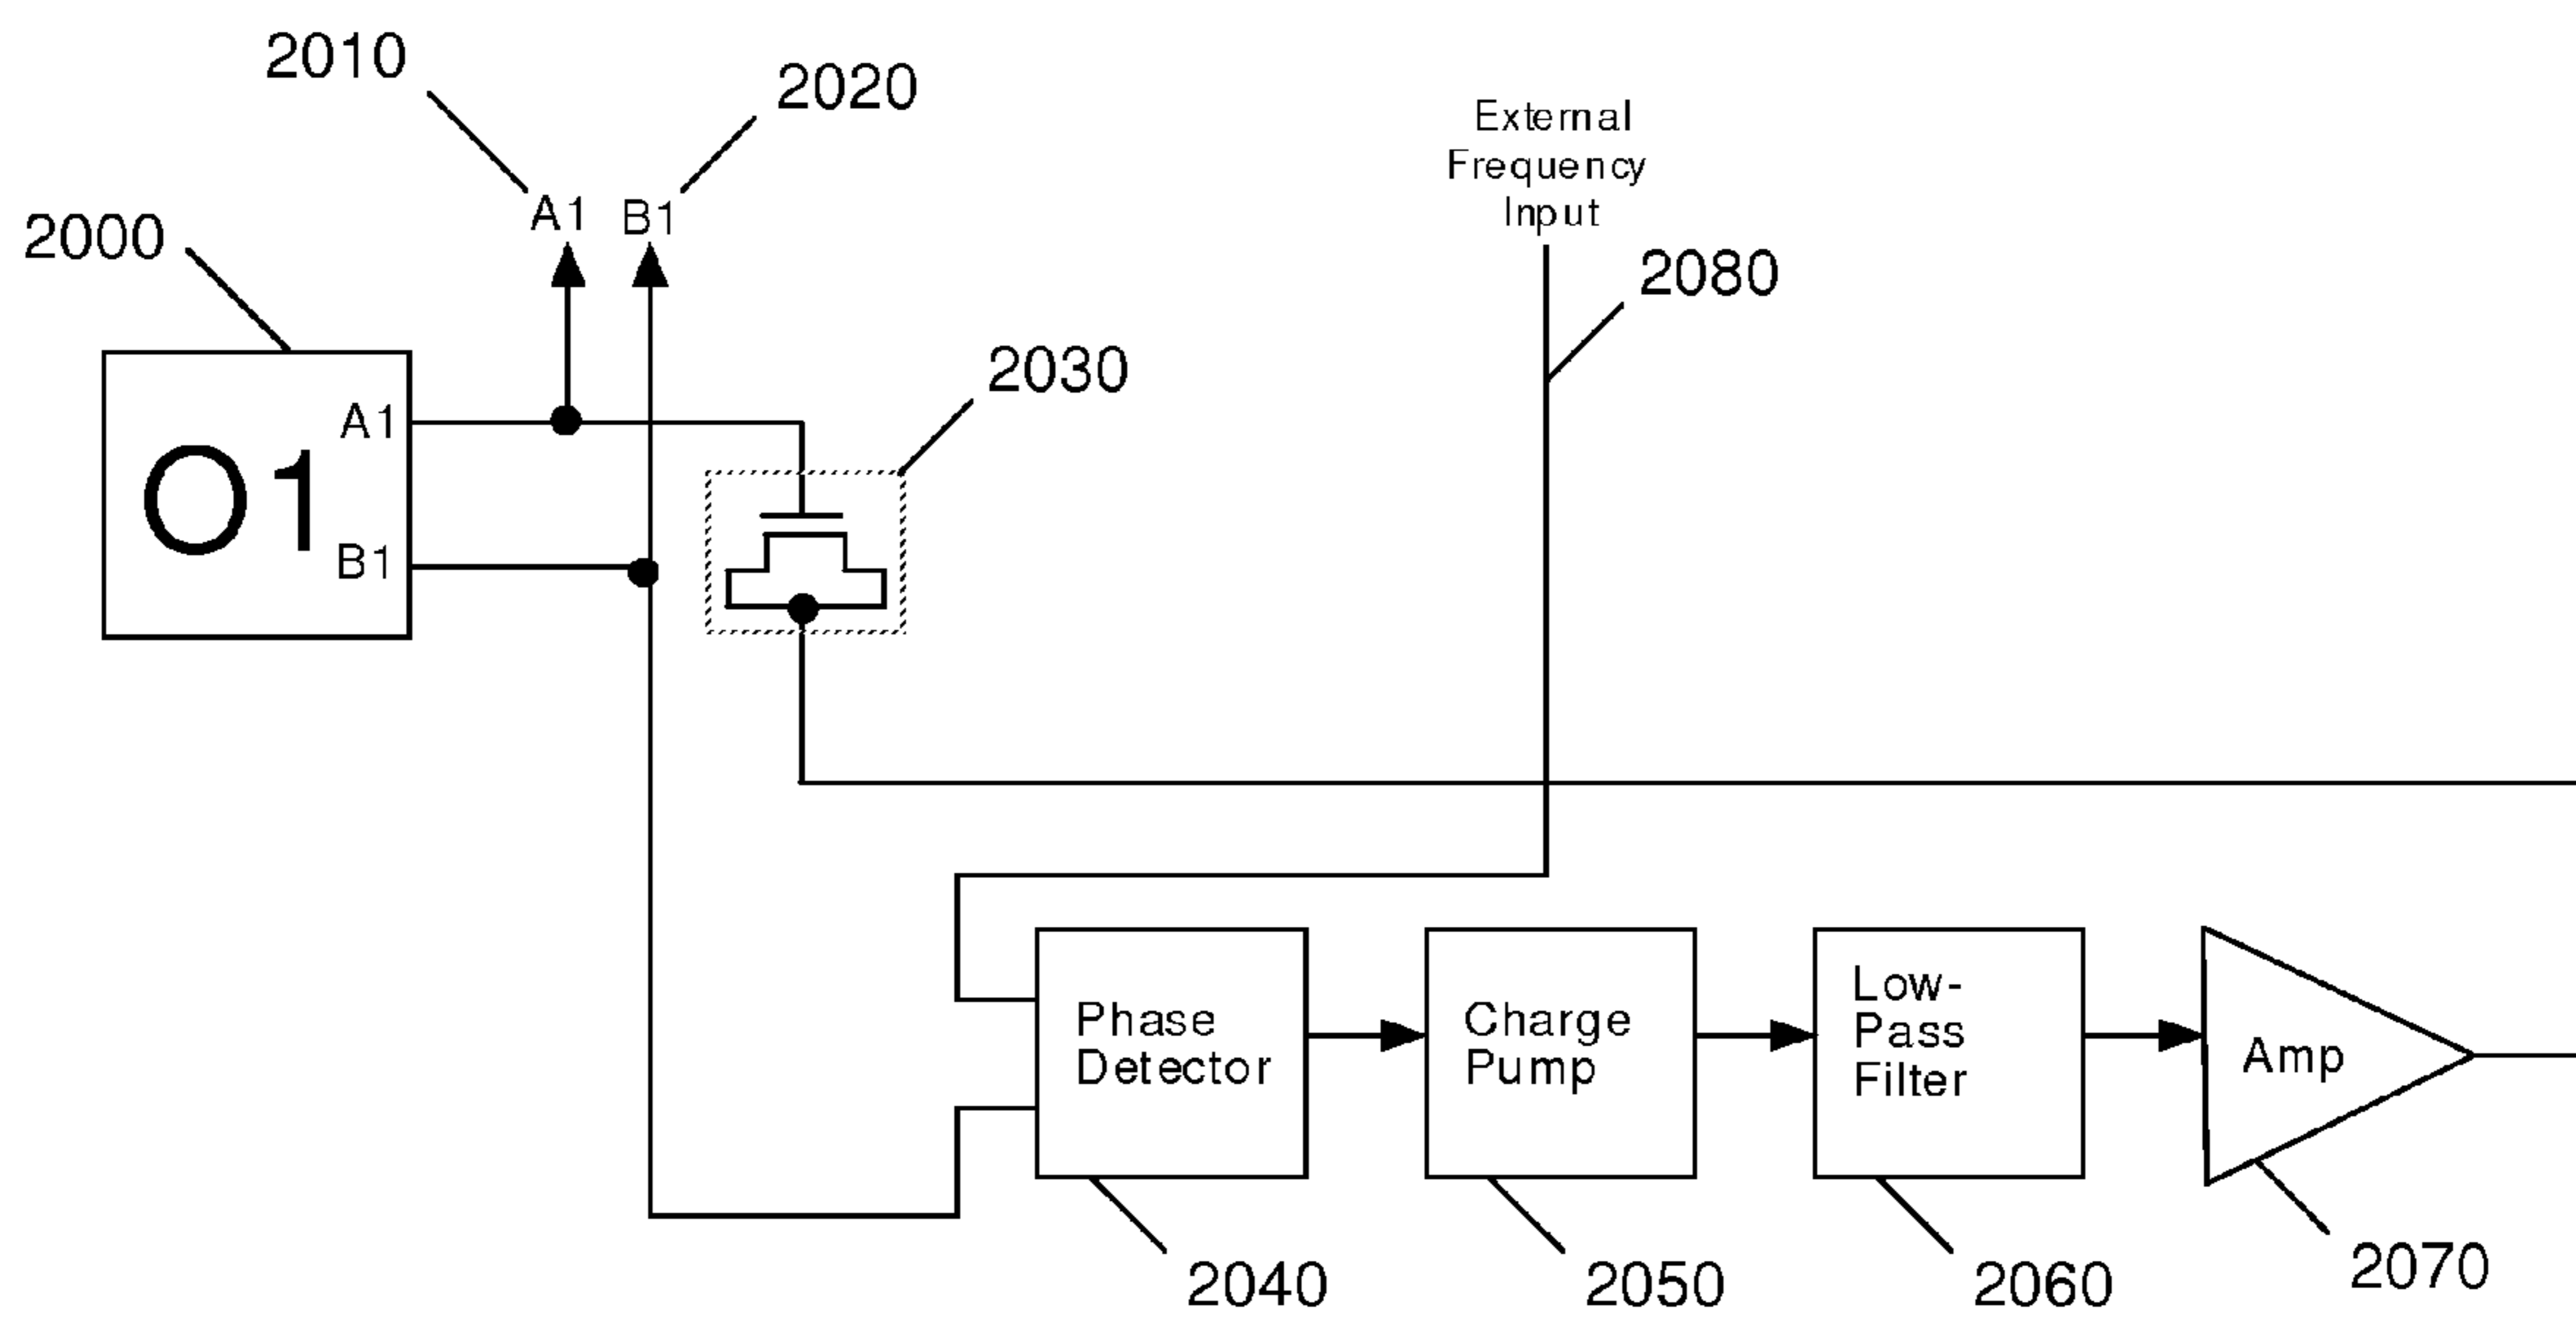 2010
2020
External
Frequency
Input
A1 B1
2000
2080
2030
A1
O1
B1
Phase
Detector
Charge
Pump
Low-
Pass
Filter
Amp
2040
2050
2060
2070